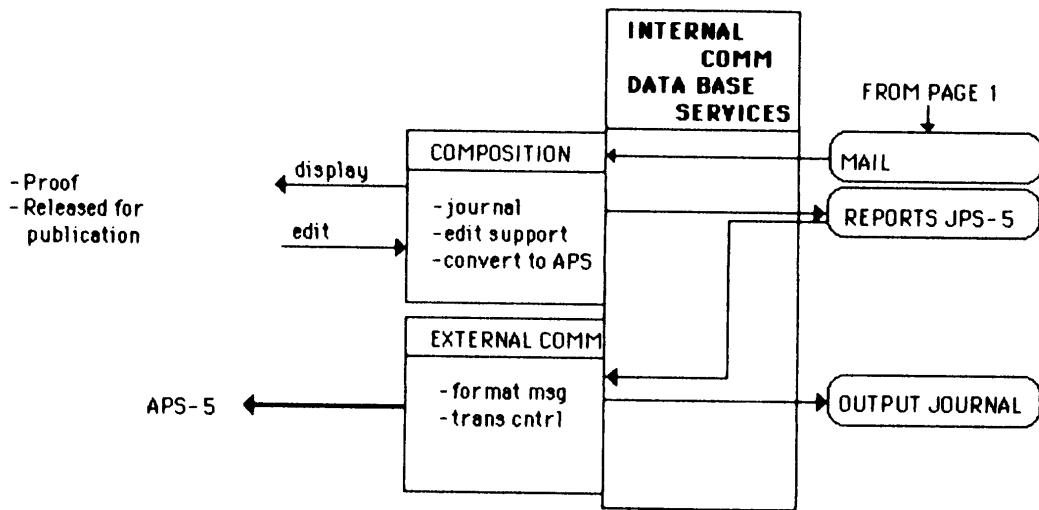 INTERNAL
COMM
DATA BASE
SERVICES
FROM PAGE 1
COMPOSITION
MAIL
display
- Proof
- Released for
publication
- journal
- edit support
- convert to APS
REPORTS JPS-5
edit
EXTERNAL COMM
- format msg
- trans cntrl
APS-5
OUTPUT JOURNAL